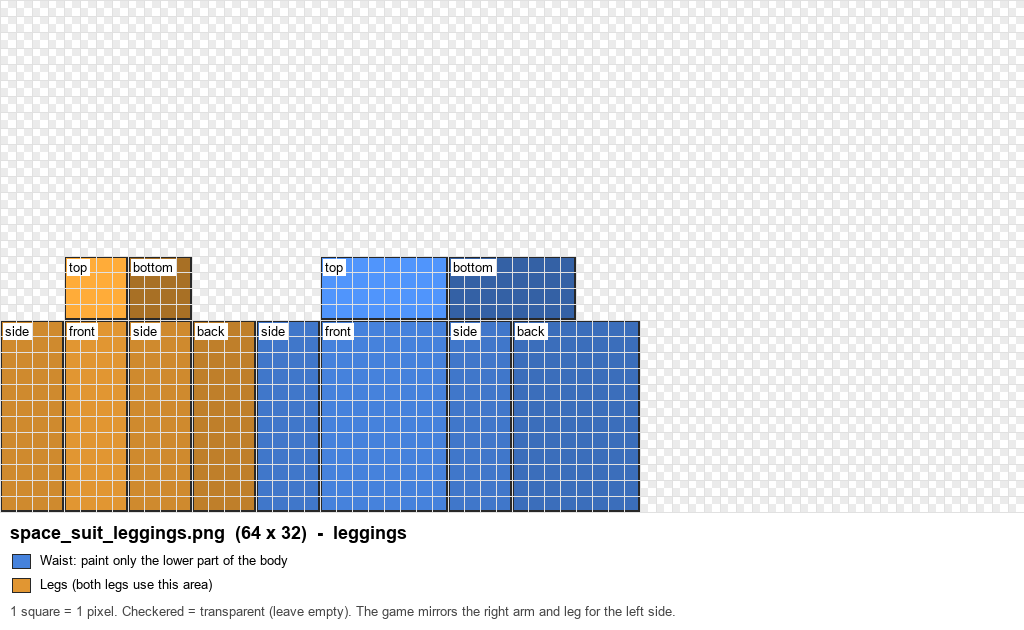 top bottom top bottom
side front side back side front side back
space_suit_leggings.png (64 x 32) - leggings
Waist: paint only the lower part of the body
Legs (both legs use this area)
1 square = 1 pixel. Checkered = transparent (leave empty). The game mirrors the right arm and leg for the left side.